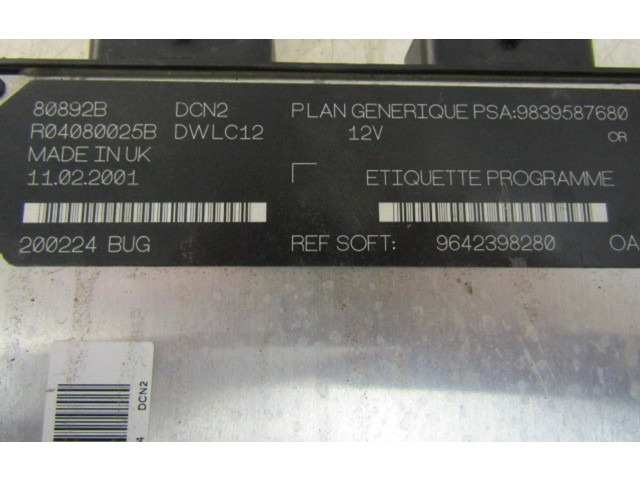 80892B DCN2 PLAN GENERIQUE PSA:9839587680
R04080025B DWLC12 12V OR
MADE IN UK
11.02.2001 ETIQUETTE PROGRAMME
200224 BUG REF SOFT: 9642398280 OA
DCN2
4